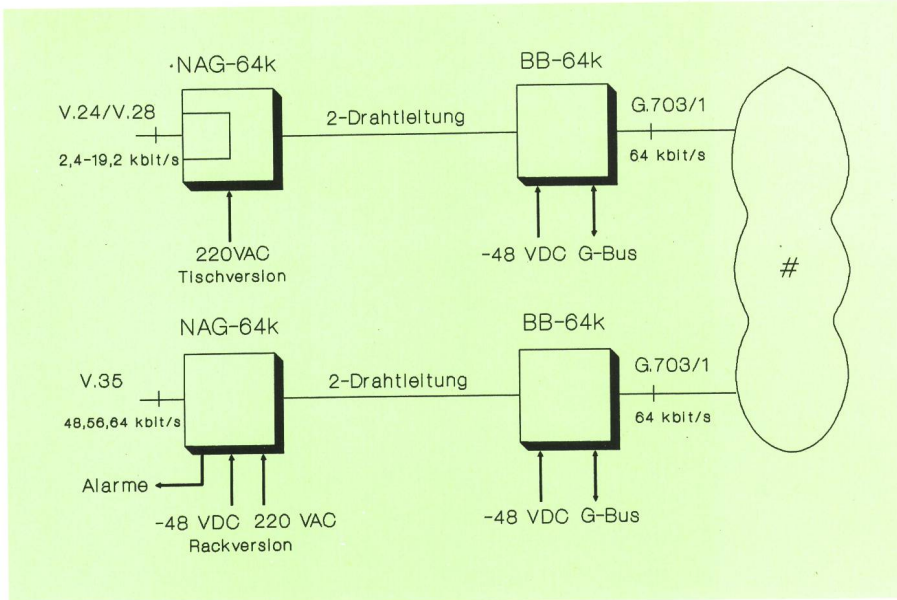 NAG-64k
BB-64k
V.24/V.28
2-Drahtleitung
G.703/1
2,4-19,2 kbit/s
64 kbit/s
220VAC
Tischversion
-48 VDC G-Bus
#
NAG-64k
BB-64k
V.35
2-Drahtleitung
G.703/1
48,56,64 kbit/s
64 kbit/s
Alarme
-48 VDC 220 VAC
Rackversion
-48 VDC G-Bus